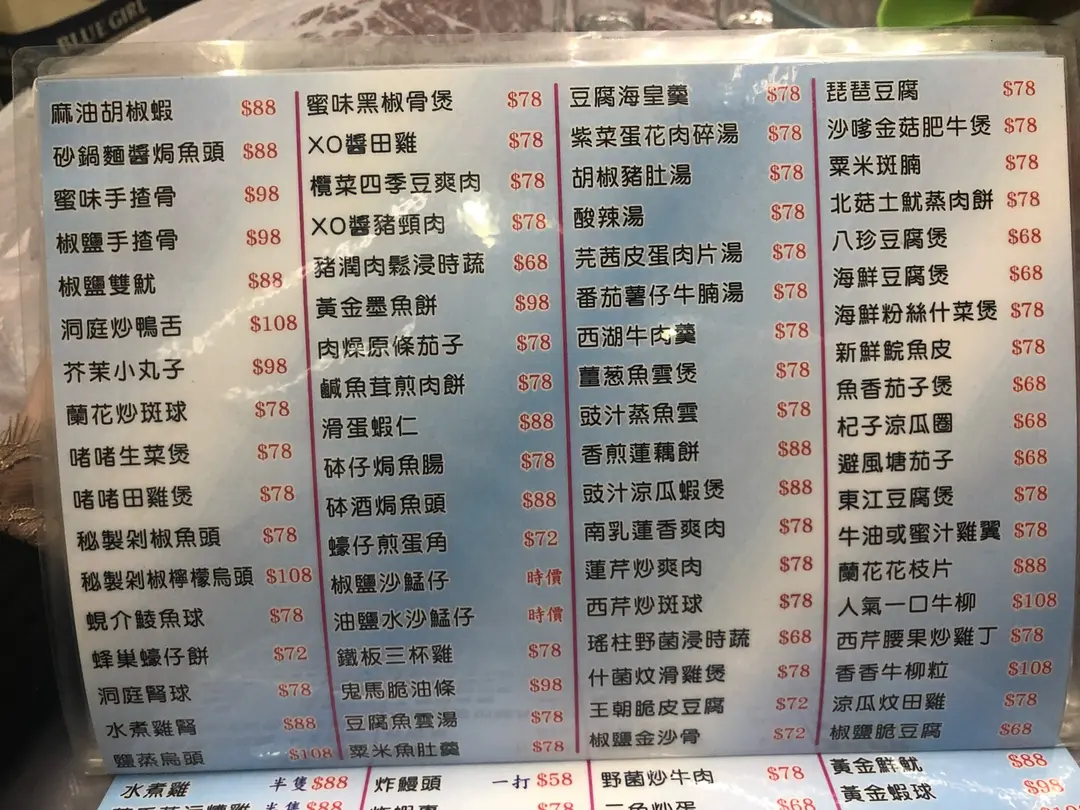 BLUE GIRL
麻油胡椒蝦 $88
砂鍋麵醬焗魚頭 $88
蜜味手揸骨 $98
椒鹽手揸骨 $98
椒鹽雙魷 $88
洞庭炒鴨舌 $108
芥茉小丸子 $98
蘭花炒斑球 $78
啫啫生菜煲 $78
啫啫田雞煲 $78
秘製剁椒魚頭 $78
秘製剁椒檸檬烏頭 $108
蜆介鯪魚球 $78
蜂巢蠔仔餅 $72
洞庭腎球 $78
水煮雞腎 $88
鹽蒸烏頭 $108
蜜味黑椒骨煲 $78
XO醬田雞 $78
欖菜四季豆爽肉 $78
XO醬豬頸肉 $78
豬潤肉鬆浸時蔬 $68
黃金墨魚餅 $98
肉燥原條茄子 $78
鹹魚茸煎肉餅 $78
滑蛋蝦仁 $88
砵仔焗魚腸 $78
砵酒焗魚頭 $88
蠔仔煎蛋角 $72
椒鹽沙鯭仔 時價
油鹽水沙鯭仔 時價
鐵板三杯雞 $78
鬼馬脆油條 $98
豆腐魚雲湯 $78
粟米魚肚羹 $78
豆腐海皇羹 $78
紫菜蛋花肉碎湯 $78
胡椒豬肚湯 $78
酸辣湯 $78
芫茜皮蛋肉片湯 $78
番茄薯仔牛腩湯 $78
西湖牛肉羹 $78
薑葱魚雲煲 $78
豉汁蒸魚雲 $78
香煎蓮藕餅 $88
豉汁涼瓜蝦煲 $88
南乳蓮香爽肉 $78
蓮芹炒爽肉 $78
西芹炒斑球 $78
瑤柱野菌浸時蔬 $68
什菌炆滑雞煲 $78
王朝脆皮豆腐 $72
椒鹽金沙骨 $72
琵琶豆腐 $78
沙嗲金菇肥牛煲 $78
粟米斑腩 $78
北菇土魷蒸肉餅 $78
八珍豆腐煲 $68
海鮮豆腐煲 $68
海鮮粉絲什菜煲 $78
新鮮鯇魚皮 $78
魚香茄子煲 $68
杞子涼瓜圈 $68
避風塘茄子 $68
東江豆腐煲 $78
牛油或蜜汁雞翼 $78
蘭花花枝片 $88
人氣一口牛柳 $108
西芹腰果炒雞丁 $78
香香牛柳粒 $108
涼瓜炆田雞 $78
椒鹽脆豆腐 $68
水煮雞 半隻 $88
半隻 $88
炸饅頭 一打 $58
$78
野菌炒牛肉 $78
三色炒蛋 $68
黃金鮮魷 $88
黃金蝦球 $98